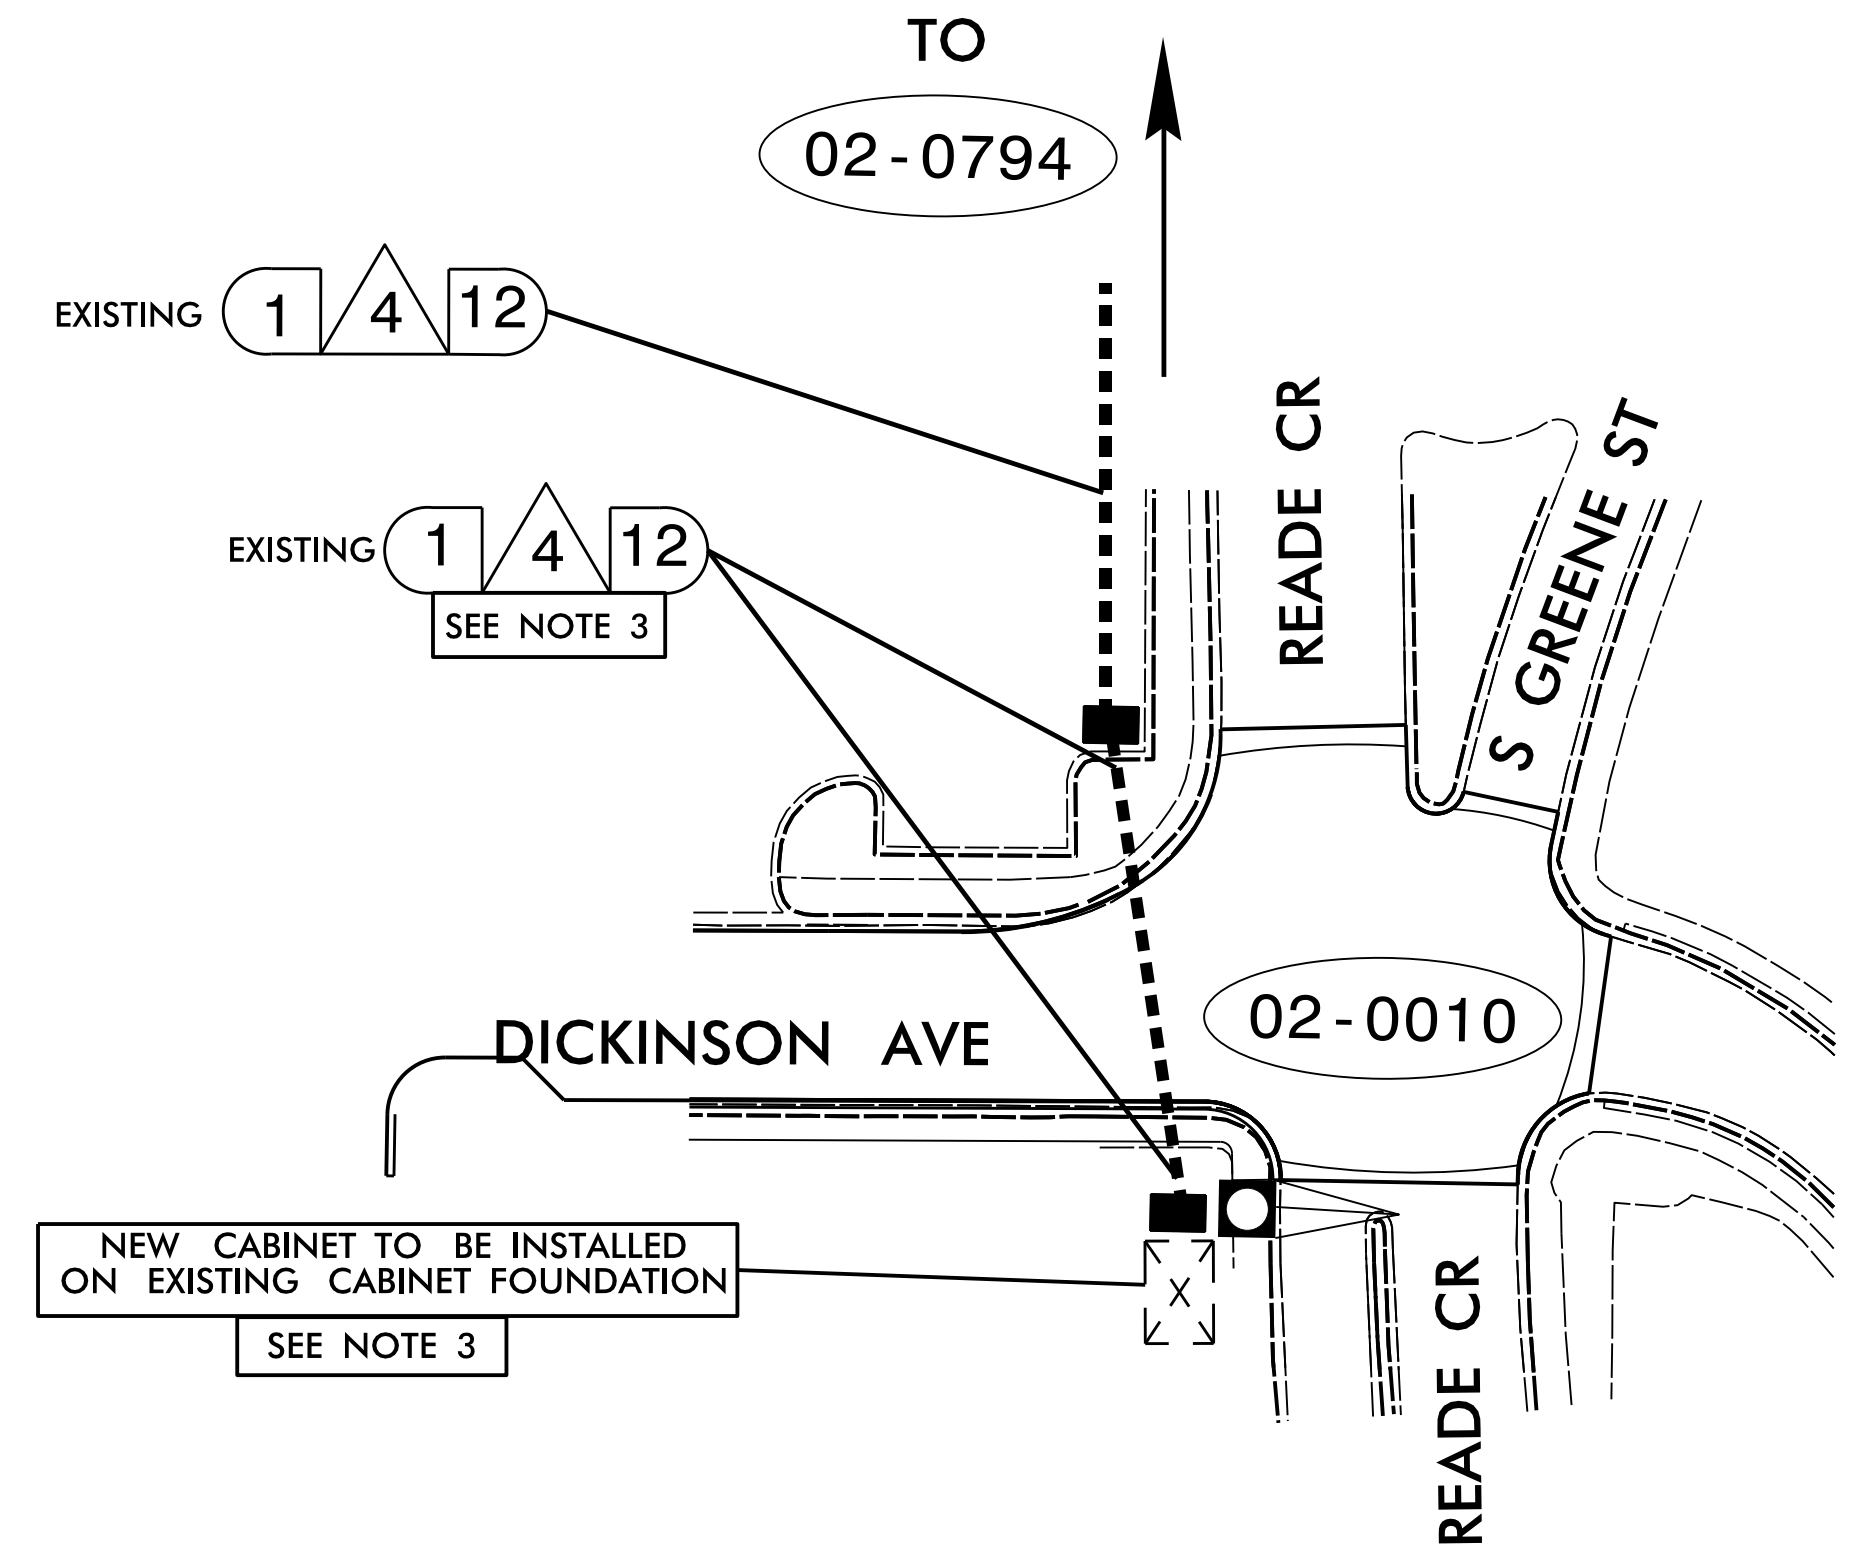 TO
02-0794
EXISTING 1 4 12
READE CR
S GREENE ST
EXISTING 1 4 12
SEE NOTE 3
02-0010
DICKINSON AVE
NEW CABINET TO BE INSTALLED
ON EXISTING CABINET FOUNDATION
SEE NOTE 3
READE CR